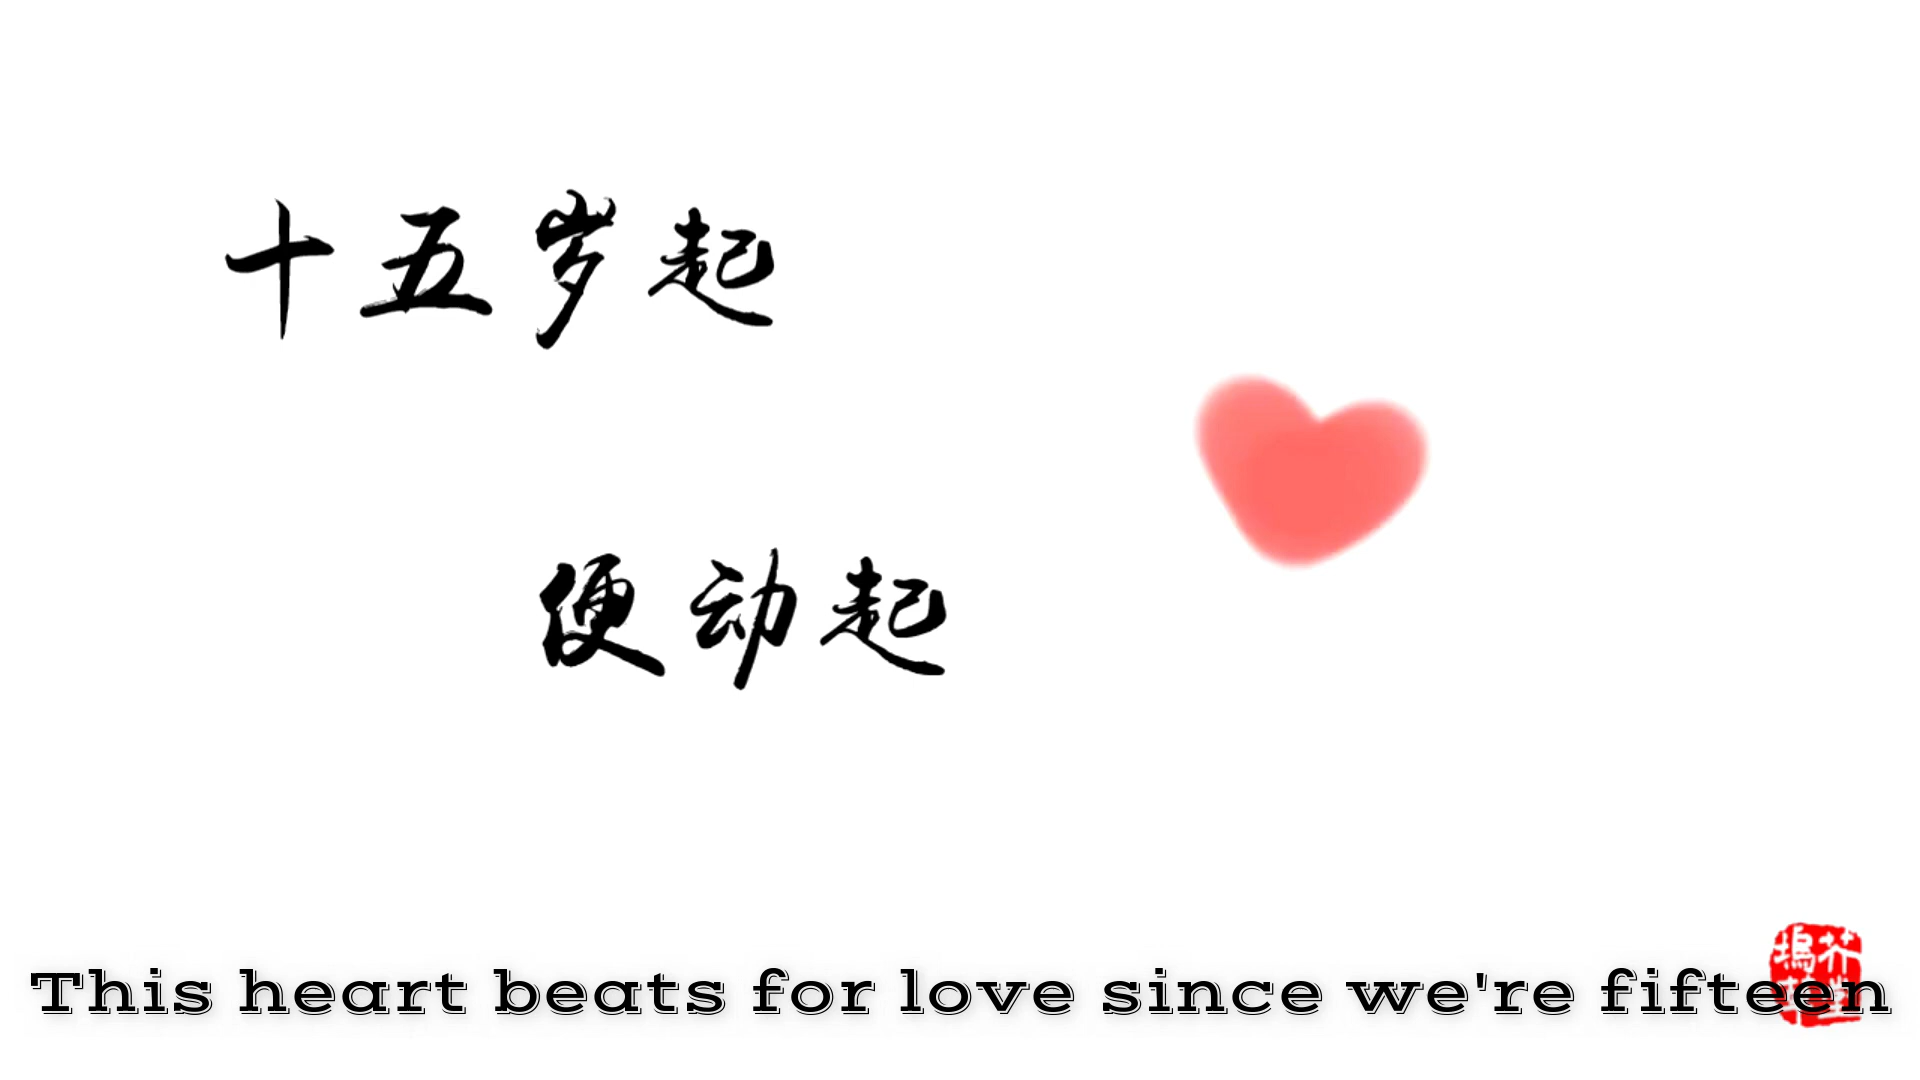 十五岁起
便动起
This heart beats for love since we're fifteen